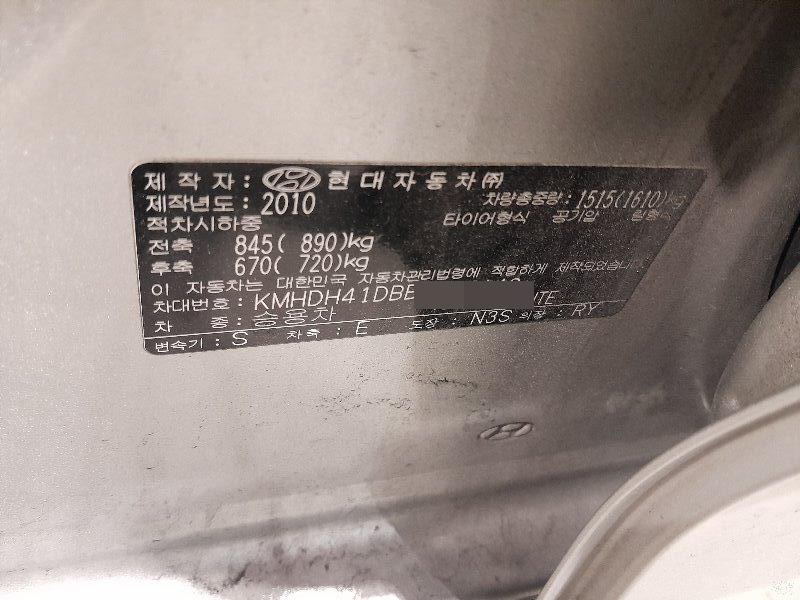 제 작 자 : 현대자동차㈜
제작년도 : 2010 차량총중량 : 1515(1610)kg
적차시하중 타이어형식 공기압 림형식
전축 845( 890)kg
후축 670( 720)kg
이 자동차는 대한민국 자동차관리법령에 적합하게 제작되었습니다
차대번호 : KMHDH41DBE
차 종 : 승용차
변속기 : S 차축 : E 도장 : N3S 의장 : RY